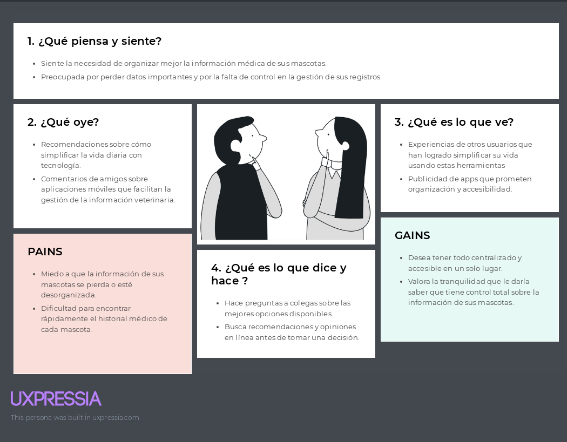 1. ¿Qué piensa y siente?
Siente la necesidad de organizar mejor la información médica de sus mascotas.
Preocupada por perder datos importantes y por la falta de control en la gestión de sus registros
2. ¿Qué oye?
Recomendaciones sobre cómo
simplificar la vida diaria con
tecnología.
Comentarios de amigos sobre
aplicaciones móviles que facilitan la
gestión de la información veterinaria
3. ¿Qué es lo que ve?
Experiencias de otros usuarios que
han logrado simplificar su vida
usando estas herramientas
Publicidad de apps que prometen
organización y accesibilidad.
PAINS
Miedo a que la información de sus
mascotas se pierda o esté
desorganizada
Dificultad para encontrar
rápidamente el historial médico de
cada mascota.
4. ¿Qué es lo que dice y
hace ?
Hace preguntas a colegas sobre las
mejores opciones disponibles.
Busca recomendaciones y opiniones
en línea antes de tomar una decisión.
GAINS
Desea tener todo centralizado y
accesible en un solo lugar.
Valora la tranquilidad que le daría
saber que tiene control total sobre la
información de sus mascotas.
UXPRESSIA
This persona was built in uxpressia.com